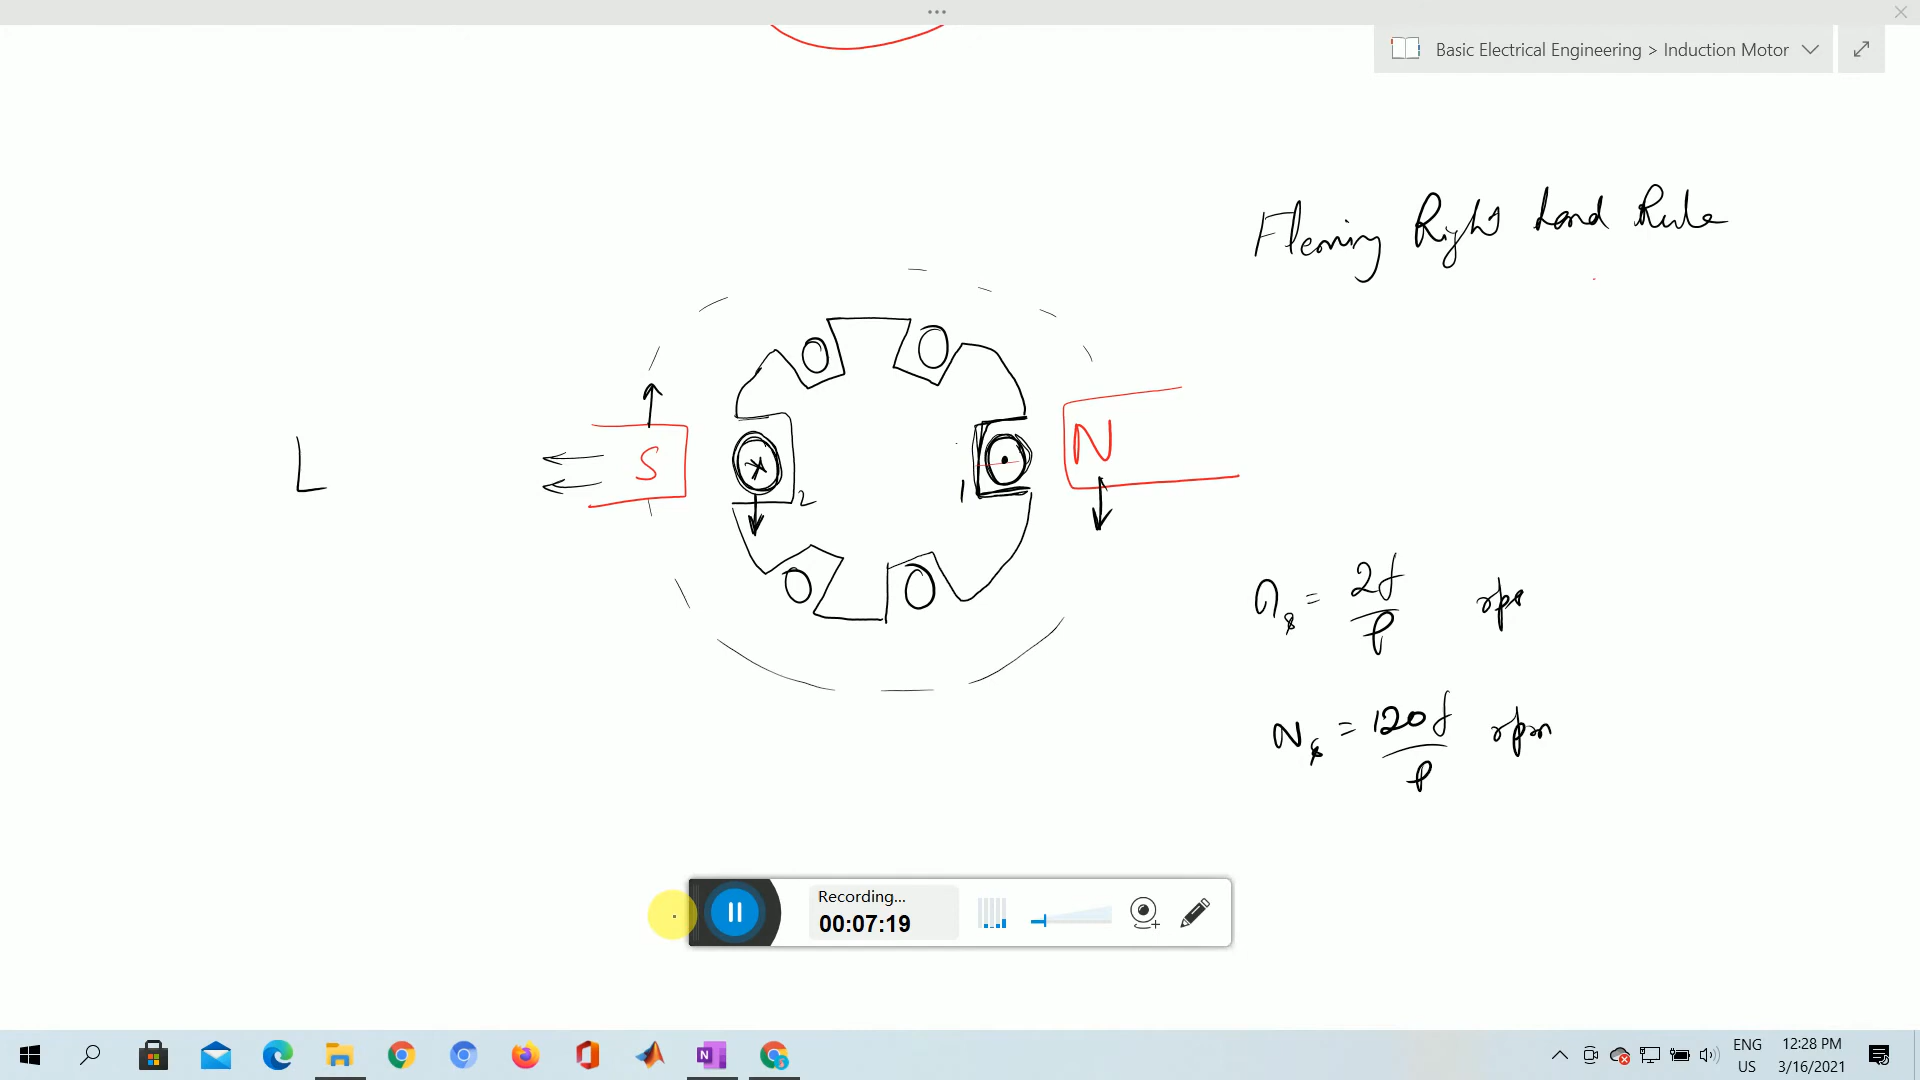 Basic Electrical Engineering > Induction Motor
Fleming Right Hand Rule
S
N
L
2
1
ns = 2f/P rps
Ns = 120f/P rpm
Recording...
00:07:19
ENG
US
12:28 PM
3/16/2021